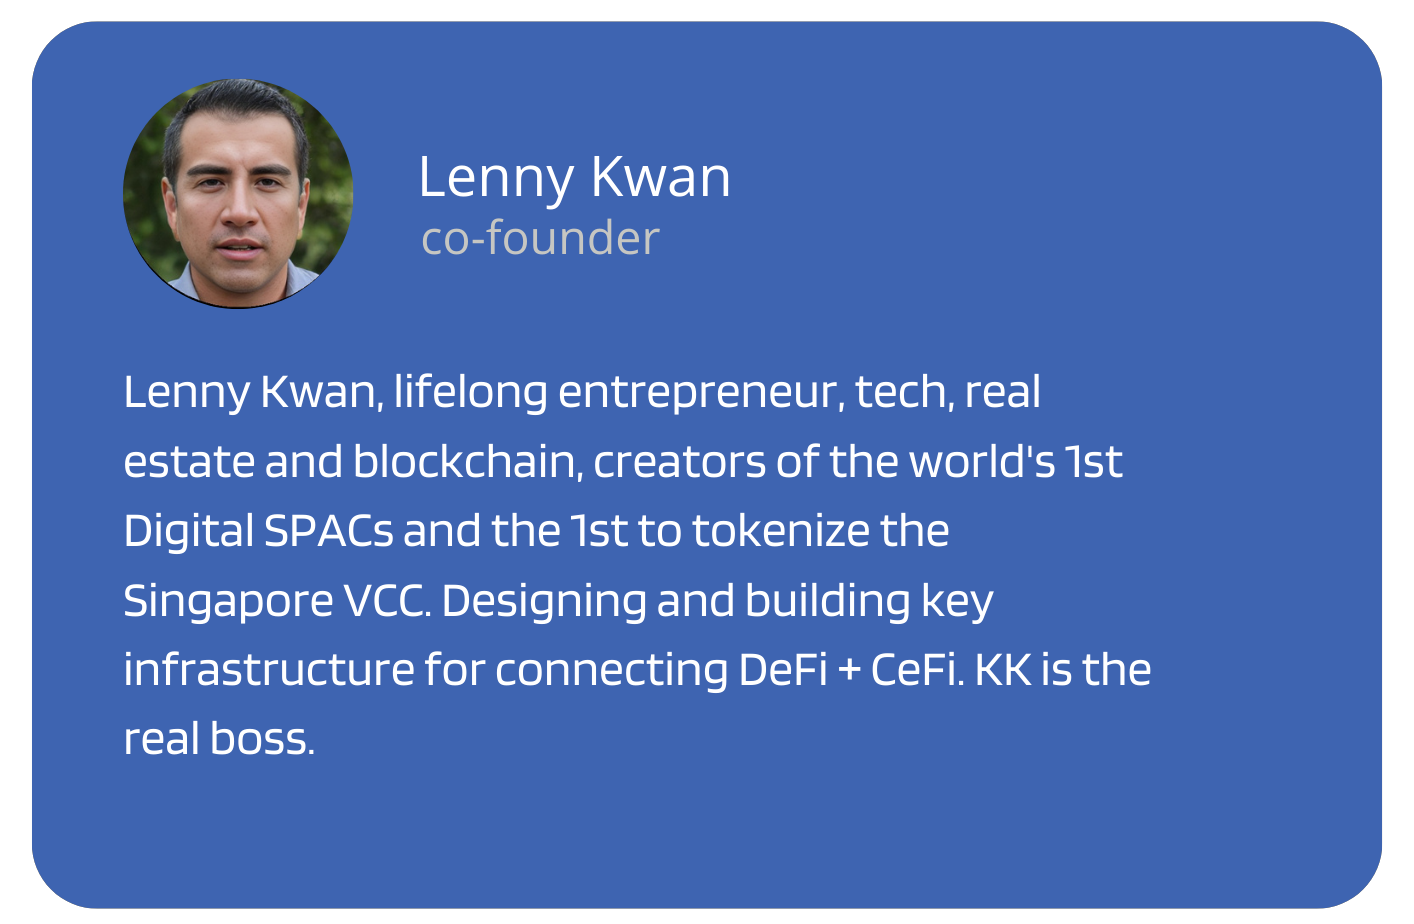 Lenny Kwan
co-founder
Lenny Kwan, lifelong entrepreneur, tech, real
estate and blockchain, creators of the world's 1st
Digital SPACs and the 1st to tokenize the
Singapore VCC. Designing and building key
infrastructure for connecting DeFi + CeFi. KK is the
real boss.